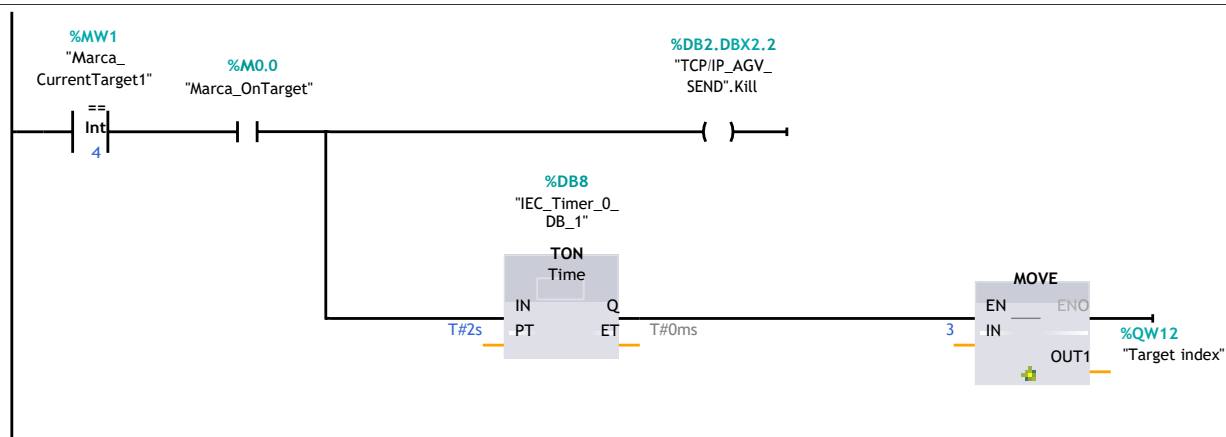 %MW1
"Marca_
CurrentTarget1"
==
Int
4
%M0.0
"Marca_OnTarget"
%DB2.DBX2.2
"TCP/IP_AGV_
SEND".Kill
%DB8
"IEC_Timer_0_
DB_1"
TON
Time
IN Q
T#2s PT ET T#0ms
MOVE
EN ENO
3 IN
OUT1
%QW12
"Target index"